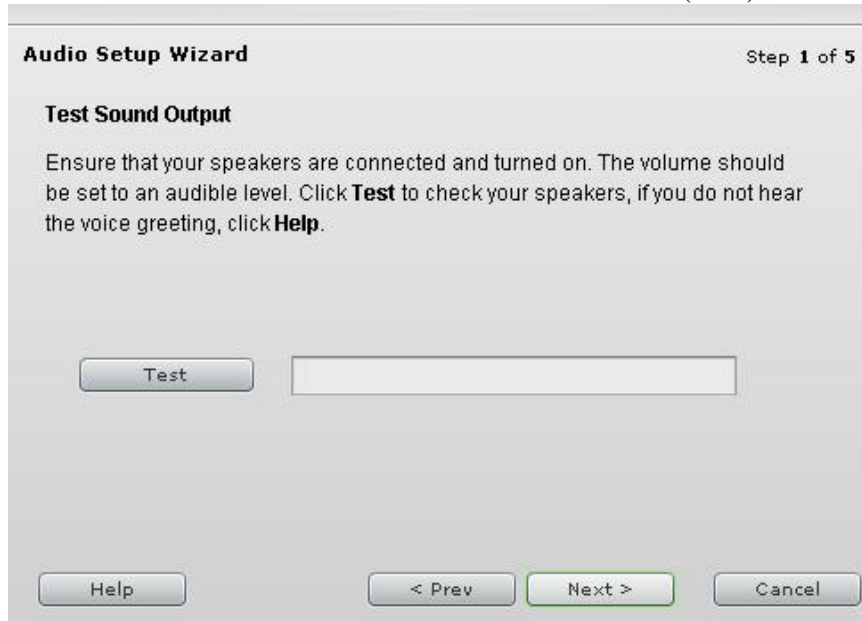 Audio Setup Wizard
Step 1 of 5
Test Sound Output
Ensure that your speakers are connected and turned on. The volume should
be set to an audible level. Click Test to check your speakers, if you do not hear
the voice greeting, click Help.
Test
Help
< Prev
Next >
Cancel